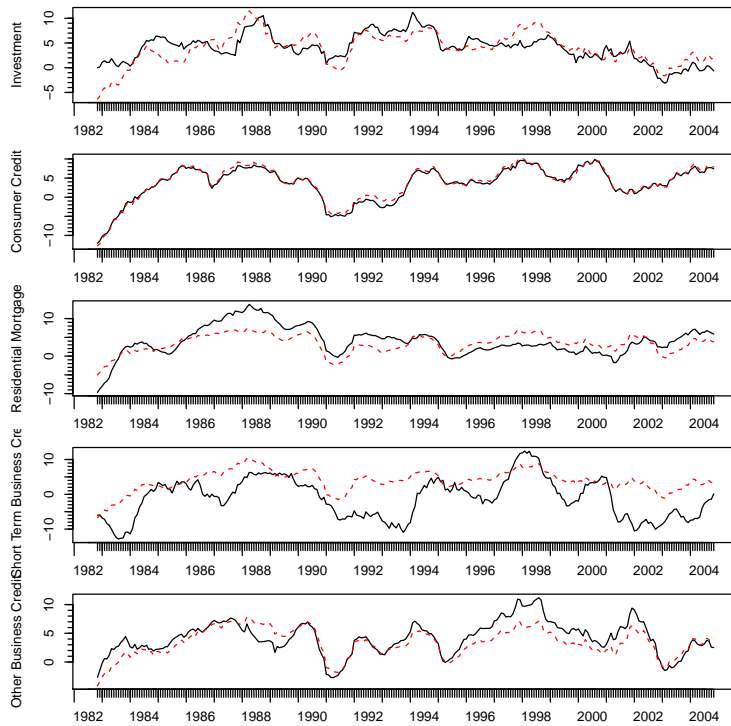 Investment
-5 0 5 10
1982 1984 1986 1988 1990 1992 1994 1996 1998 2000 2002 2004
Consumer Credit
-10 0 5 10
1982 1984 1986 1988 1990 1992 1994 1996 1998 2000 2002 2004
Residential Mortgage
-10 0 10
1982 1984 1986 1988 1990 1992 1994 1996 1998 2000 2002 2004
Short Term Business Cre
-10 0 10
1982 1984 1986 1988 1990 1992 1994 1996 1998 2000 2002 2004
Other Business Credit
0 5 10
1982 1984 1986 1988 1990 1992 1994 1996 1998 2000 2002 2004